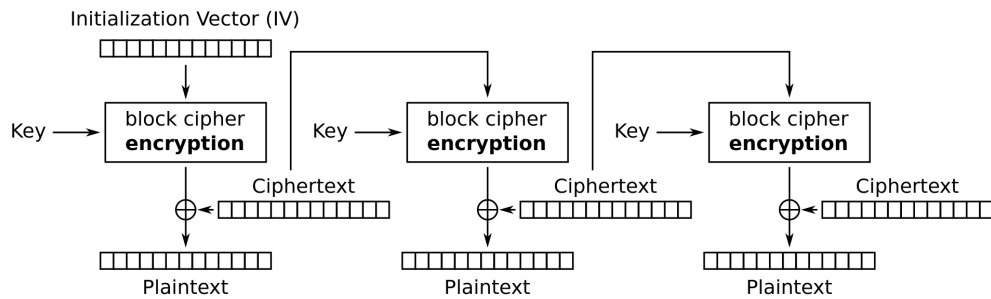 Initialization Vector (IV)
Key
block cipher
encryption
Ciphertext
Plaintext
Key
block cipher
encryption
Ciphertext
Plaintext
Key
block cipher
encryption
Ciphertext
Plaintext